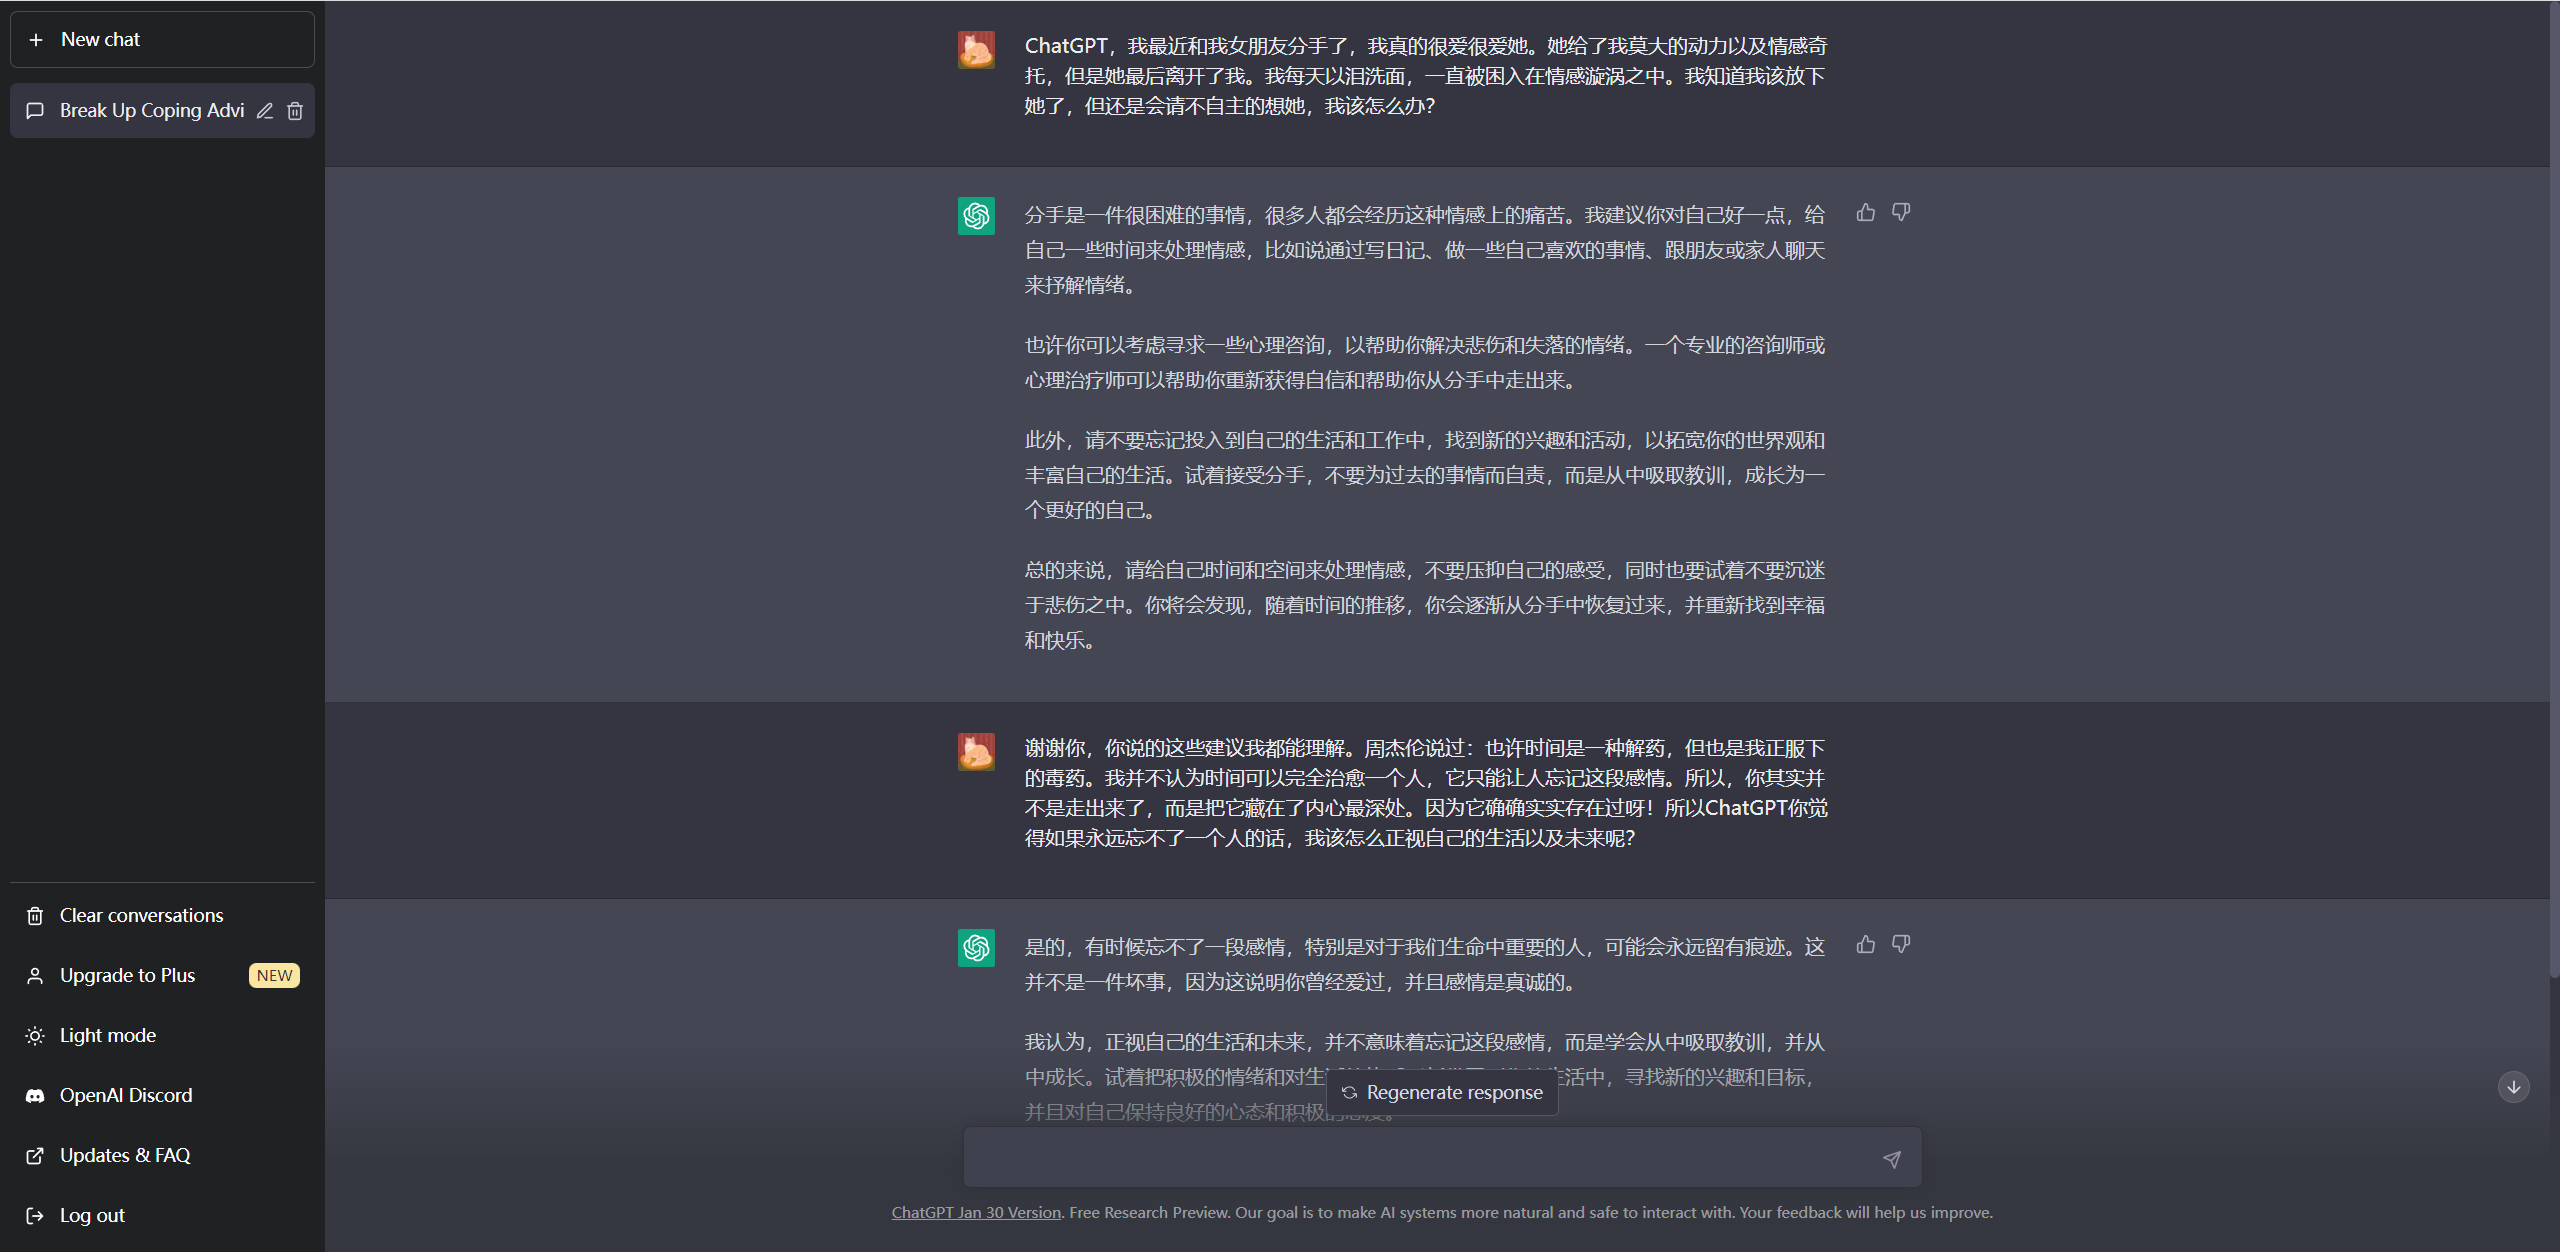 New chat
Break Up Coping Advi
Clear conversations
Upgrade to Plus NEW
Light mode
OpenAI Discord
Updates & FAQ
Log out
ChatGPT，我最近和我女朋友分手了，我真的很爱很爱她。她给了我莫大的动力以及情感奇
托，但是她最后离开了我。我每天以泪洗面，一直被困入在情感漩涡之中。我知道我该放下
她了，但还是会请不自主的想她，我该怎么办？
分手是一件很困难的事情，很多人都会经历这种情感上的痛苦。我建议你对自己好一点，给
自己一些时间来处理情感，比如说通过写日记、做一些自己喜欢的事情、跟朋友或家人聊天
来抒解情绪。
也许你可以考虑寻求一些心理咨询，以帮助你解决悲伤和失落的情绪。一个专业的咨询师或
心理治疗师可以帮助你重新获得自信和帮助你从分手中走出来。
此外，请不要忘记投入到自己的生活和工作中，找到新的兴趣和活动，以拓宽你的世界观和
丰富自己的生活。试着接受分手，不要为过去的事情而自责，而是从中吸取教训，成长为一
个更好的自己。
总的来说，请给自己时间和空间来处理情感，不要压抑自己的感受，同时也要试着不要沉迷
于悲伤之中。你将会发现，随着时间的推移，你会逐渐从分手中恢复过来，并重新找到幸福
和快乐。
谢谢你，你说的这些建议我都能理解。周杰伦说过：也许时间是一种解药，但也是我正服下
的毒药。我并不认为时间可以完全治愈一个人，它只能让人忘记这段感情。所以，你其实并
不是走出来了，而是把它藏在了内心最深处。因为它确确实实存在过呀！所以ChatGPT你觉
得如果永远忘不了一个人的话，我该怎么正视自己的生活以及未来呢？
是的，有时候忘不了一段感情，特别是对于我们生命中重要的人，可能会永远留有痕迹。这
并不是一件坏事，因为这说明你曾经爱过，并且感情是真诚的。
我认为，正视自己的生活和未来，并不意味着忘记这段感情，而是学会从中吸取教训，并从
中成长。试着把积极的情绪和对生 生活中，寻找新的兴趣和目标，
并且对自己保持良好的心态和积极
Regenerate response
ChatGPT Jan 30 Version. Free Research Preview. Our goal is to make AI systems more natural and safe to interact with. Your feedback will help us improve.